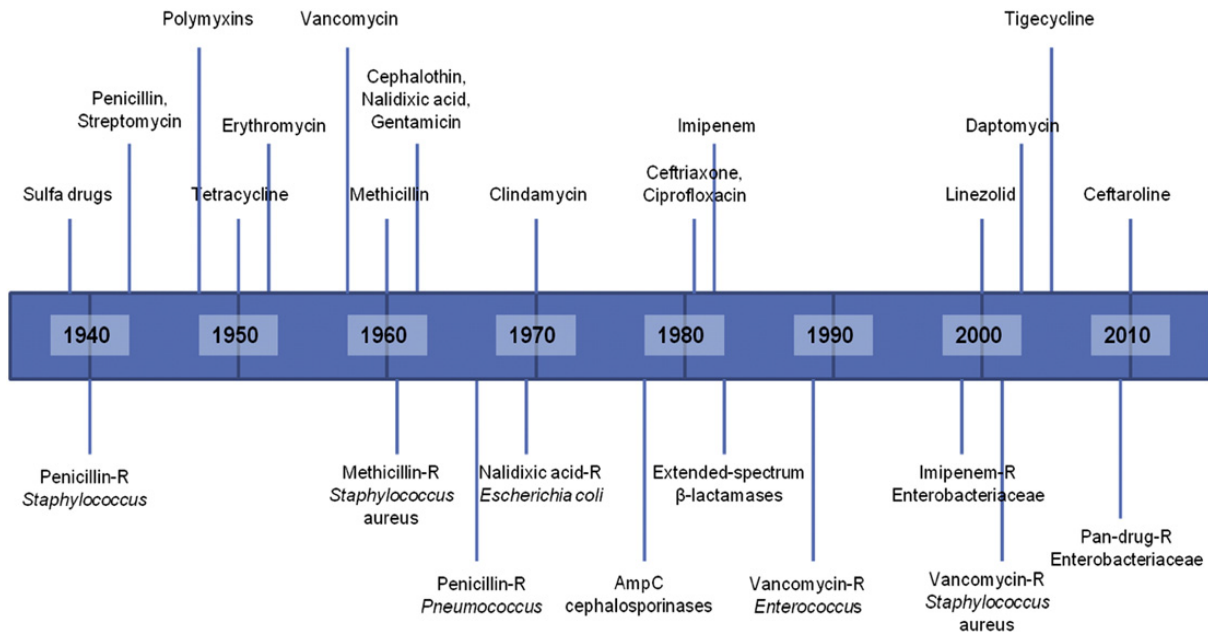 Polymyxins
Vancomycin
Tigecycline
Penicillin,
Streptomycin
Erythromycin
Cephalothin,
Nalidixic acid,
Gentamicin
Imipenem
Daptomycin
Sulfa drugs
Tetracycline
Methicillin
Clindamycin
Ceftriaxone,
Ciprofloxacin
Linezolid
Ceftaroline
1940
1950
1960
1970
1980
1990
2000
2010
Penicillin-R
Staphylococcus
Methicillin-R
Staphylococcus
aureus
Nalidixic acid-R
Escherichia coli
Extended-spectrum
β-lactamases
Imipenem-R
Enterobacteriaceae
Pan-drug-R
Enterobacteriaceae
Penicillin-R
Pneumococcus
AmpC
cephalosporinases
Vancomycin-R
Enterococcus
Vancomycin-R
Staphylococcus
aureus